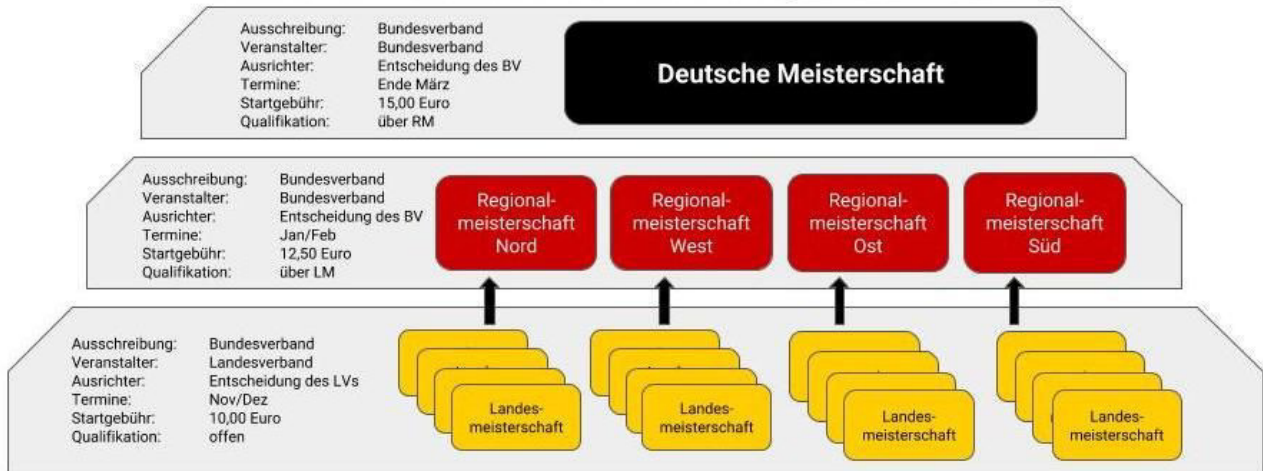 Ausschreibung: Bundesverband
Veranstalter: Bundesverband
Ausrichter: Entscheidung des BV
Termine: Ende März
Startgebühr: 15,00 Euro
Qualifikation: über RM
Deutsche Meisterschaft
Ausschreibung: Bundesverband
Veranstalter: Bundesverband
Ausrichter: Entscheidung des BV
Termine: Jan/Feb
Startgebühr: 12,50 Euro
Qualifikation: über LM
Regional-
meisterschaft
Nord
Regional-
meisterschaft
West
Regional-
meisterschaft
Ost
Regional-
meisterschaft
Süd
Ausschreibung: Bundesverband
Veranstalter: Landesverband
Ausrichter: Entscheidung des LVs
Termine: Nov/Dez
Startgebühr: 10,00 Euro
Qualifikation: offen
Landes-
meisterschaft
Landes-
meisterschaft
Landes-
meisterschaft
Landes-
meisterschaft